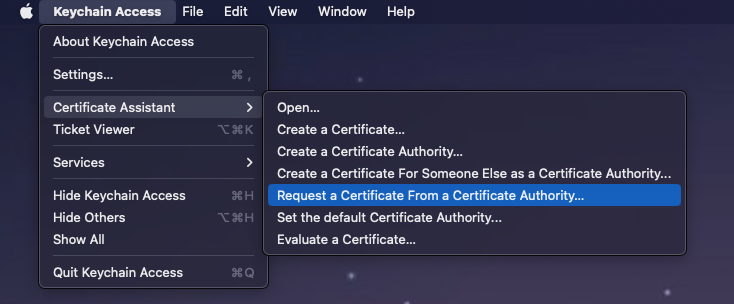 Keychain Access File Edit View Window Help
About Keychain Access
Settings... ⌘ ,
Certificate Assistant >
Ticket Viewer ⌥⌘K
Services >
Hide Keychain Access ⌘H
Hide Others ⌥⌘H
Show All
Quit Keychain Access ⌘Q
Open...
Create a Certificate...
Create a Certificate Authority...
Create a Certificate For Someone Else as a Certificate Authority...
Request a Certificate From a Certificate Authority...
Set the default Certificate Authority...
Evaluate a Certificate...